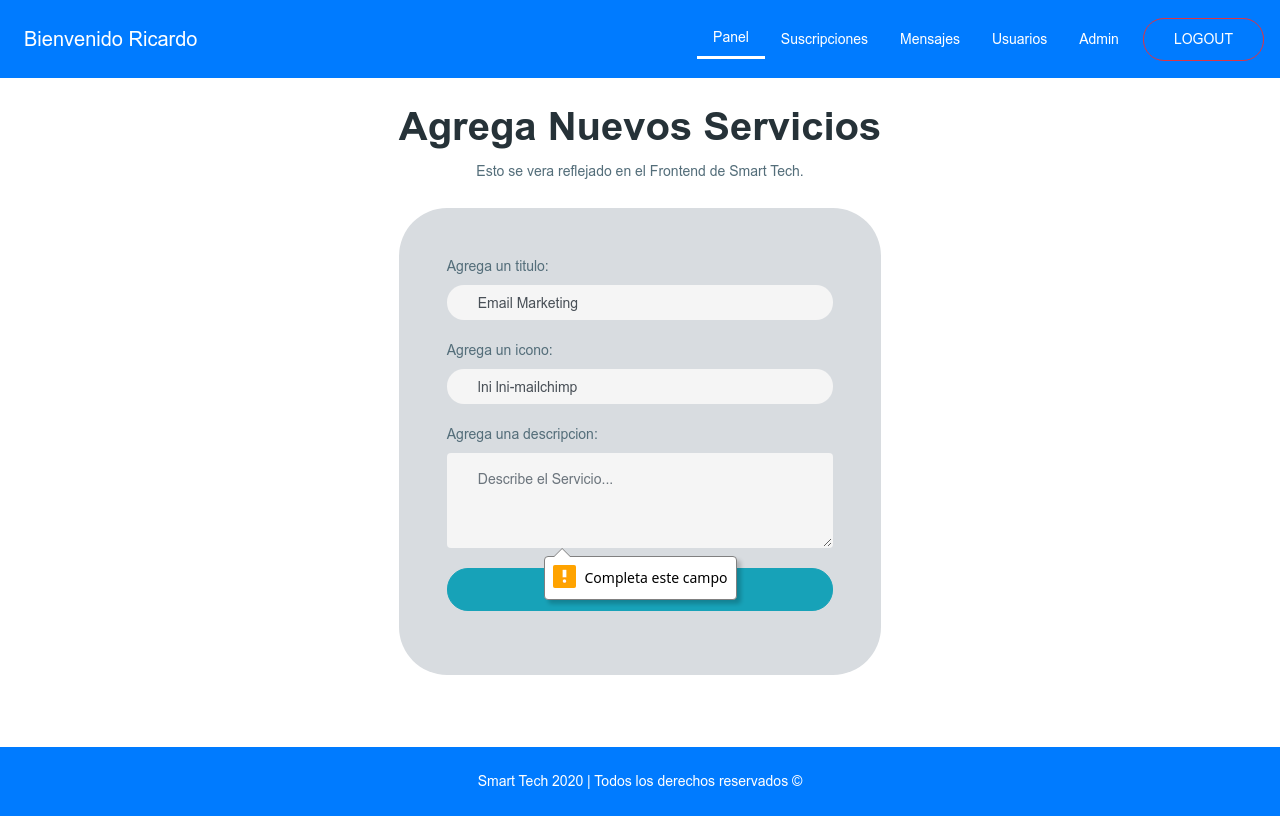 Bienvenido Ricardo
Panel
Suscripciones
Mensajes
Usuarios
Admin
LOGOUT
Agrega Nuevos Servicios
Esto se vera reflejado en el Frontend de Smart Tech.
Agrega un titulo:
Email Marketing
Agrega un icono:
lni lni-mailchimp
Agrega una descripcion:
Describe el Servicio...
Completa este campo
Smart Tech 2020 | Todos los derechos reservados ©